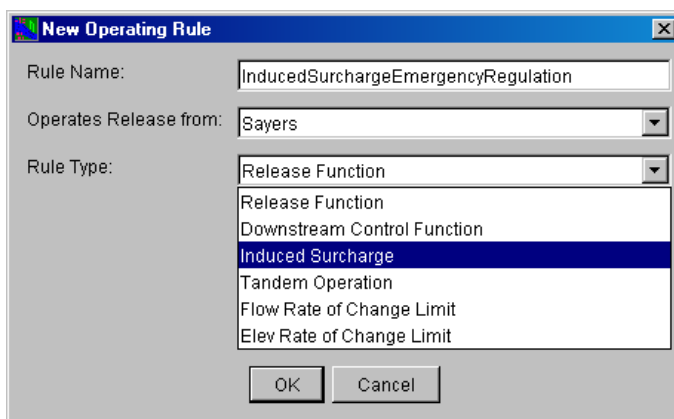 New Operating Rule
Rule Name: InducedSurchargeEmergencyRegulation
Operates Release from: Sayers
Rule Type: Release Function
Release Function
Downstream Control Function
Induced Surcharge
Tandem Operation
Flow Rate of Change Limit
Elev Rate of Change Limit
OK Cancel